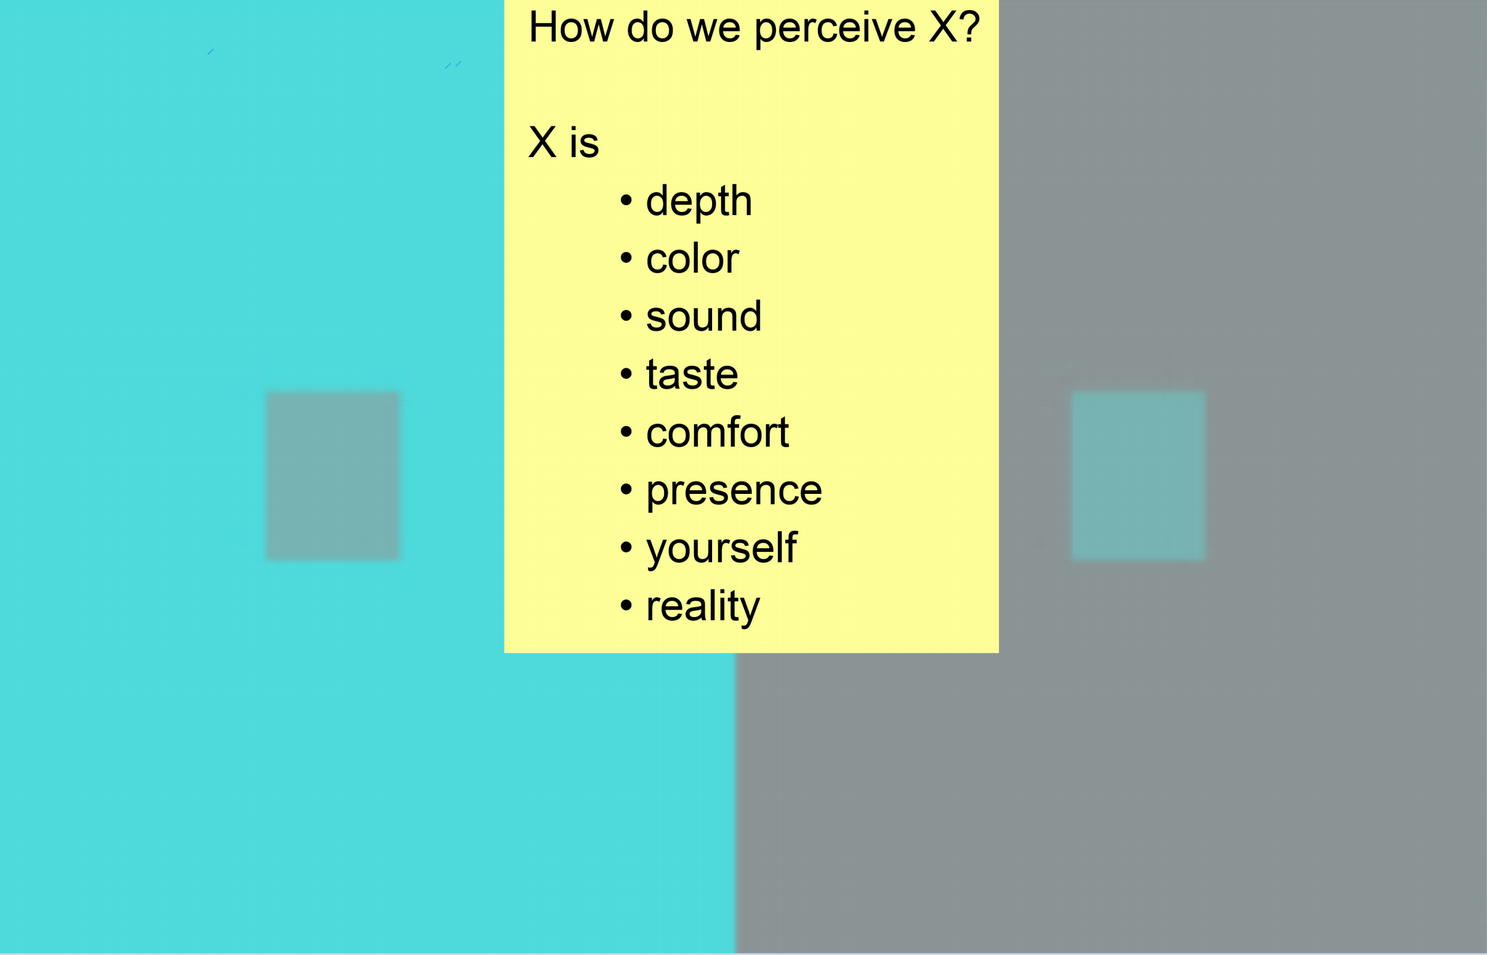 How do we perceive X?
X is
• depth
• color
• sound
• taste
• comfort
• presence
• yourself
• reality